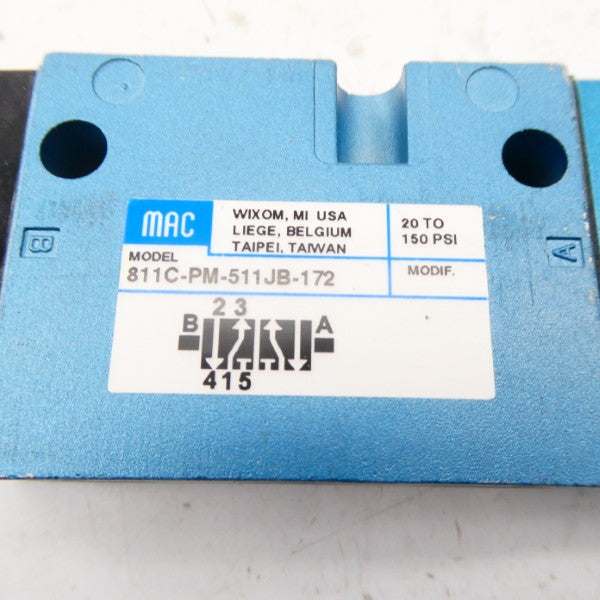 MAC
WIXOM, MI USA
LIEGE, BELGIUM
TAIPEI, TAIWAN
20 TO
150 PSI
MODEL
811C-PM-511JB-172
MODIF.
2 3
B
A
415
B
A